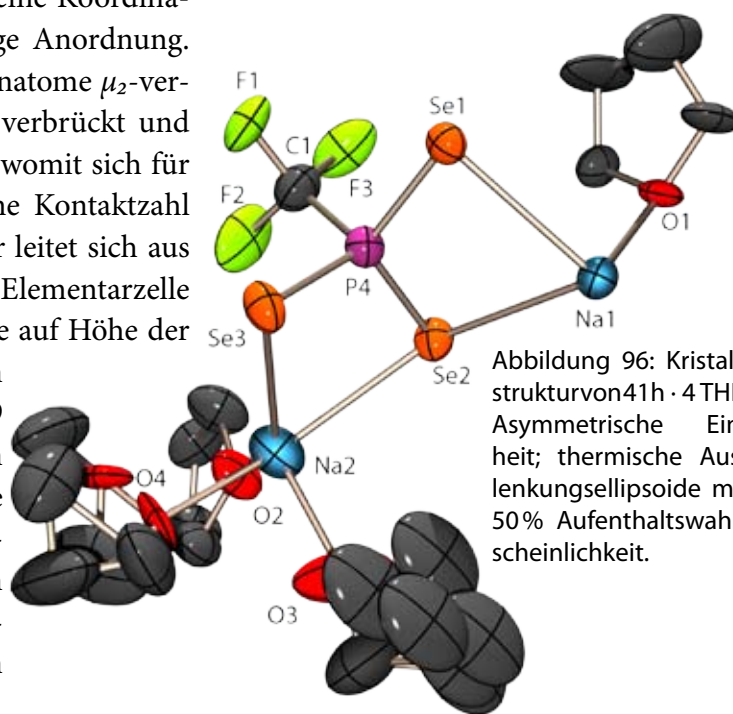 eine Koordina-
ge Anordnung.
natome μ₂-ver-
verbrückt und
womit sich für
ne Kontaktzahl
r leitet sich aus
Elementarzelle
e auf Höhe der
F1
Se1
C1
F2
F3
O1
P4
Na1
Se3
Se2
Abbildung 96: Kristal
strukturvon41h · 4 TH
Asymmetrische Ein
heit; thermische Aus
lenkungsellipsoide m
50 % Aufenthaltswah
scheinlichkeit.
O4
Na2
O2
O3